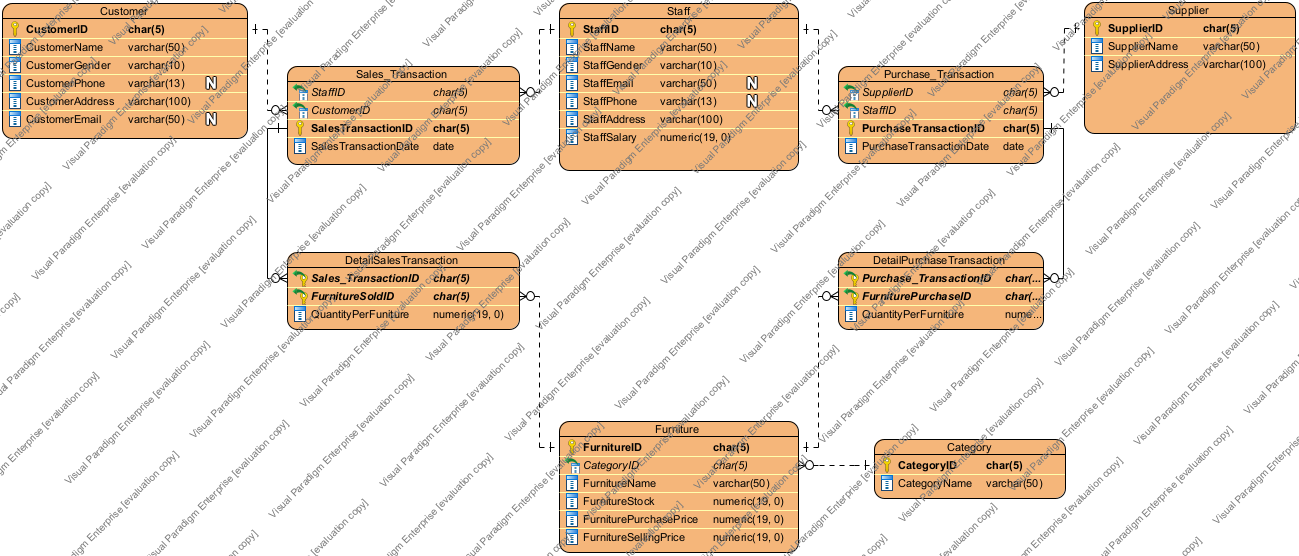 Customer
CustomerID char(5)
CustomerName varchar(50)
CustomerGender varchar(10)
CustomerPhone varchar(13) N
CustomerAddress varchar(100)
CustomerEmail varchar(50) N
Sales_Transaction
StaffID char(5)
CustomerID char(5)
SalesTransactionID char(5)
SalesTransactionDate date
Staff
StaffID char(5)
StaffName varchar(50)
StaffGender varchar(10)
StaffEmail varchar(50) N
StaffPhone varchar(13) N
StaffAddress varchar(100)
StaffSalary numeric(19, 0)
Purchase_Transaction
SupplierID char(5)
StaffID char(5)
PurchaseTransactionID char(5)
PurchaseTransactionDate date
Supplier
SupplierID char(5)
SupplierName varchar(50)
SupplierAddress varchar(100)
DetailSalesTransaction
Sales_TransactionID char(5)
FurnitureSoldID char(5)
QuantityPerFuniture numeric(19, 0)
DetailPurchaseTransaction
Purchase_TransactionID char(...
FurniturePurchaseID char(...
QuantityPerFurniture nume...
Furniture
FurnitureID char(5)
CategoryID char(5)
FurnitureName varchar(50)
FurnitureStock numeric(19, 0)
FurniturePurchasePrice numeric(19, 0)
FurnitureSellingPrice numeric(19, 0)
Category
CategoryID char(5)
CategoryName varchar(50)
Visual Paradigm Enterprise [evaluation copy]